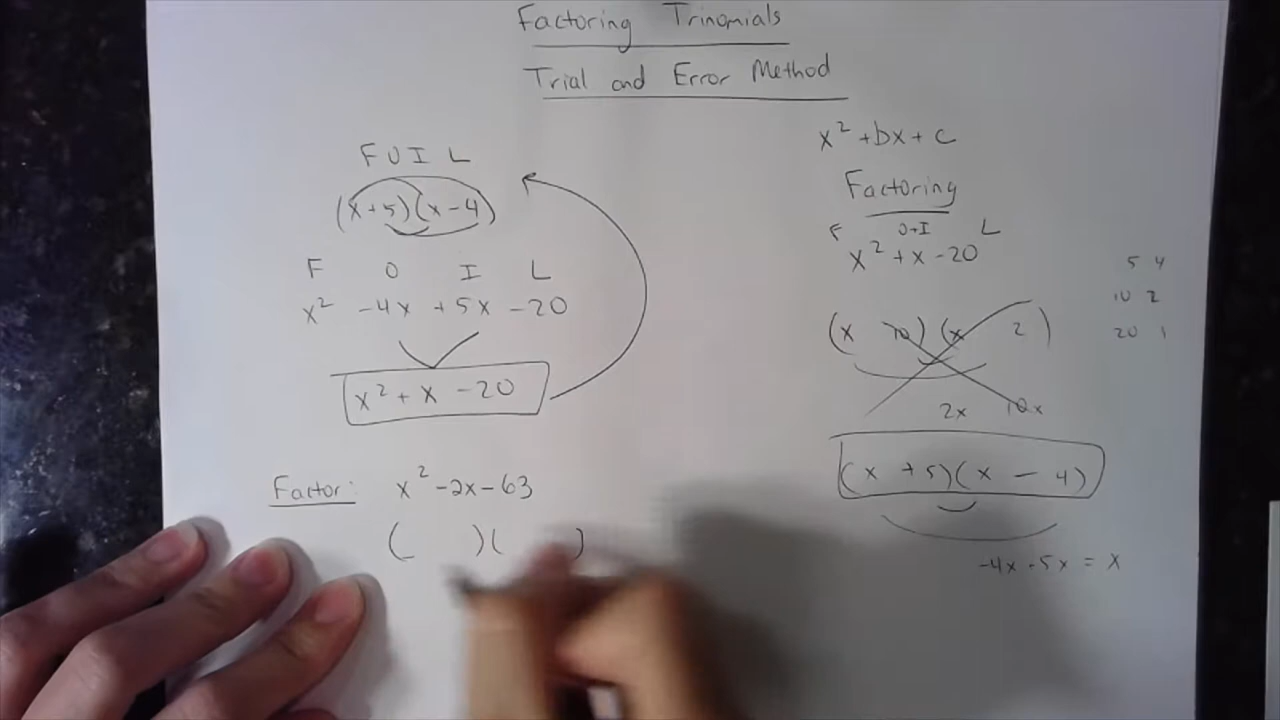 Factoring Trinomials
Trial and Error Method
F O I L
(x+5)(x-4)
F O I L
x² -4x +5x -20
x² + x -20
Factor: x² -2x -63
( )( )
x² + bx + c
Factoring
F O+I L
x² + x -20
5 4
10 2
20 1
(x 10)(x 2)
2x 10x
(x +5)(x - 4)
-4x+5x = x